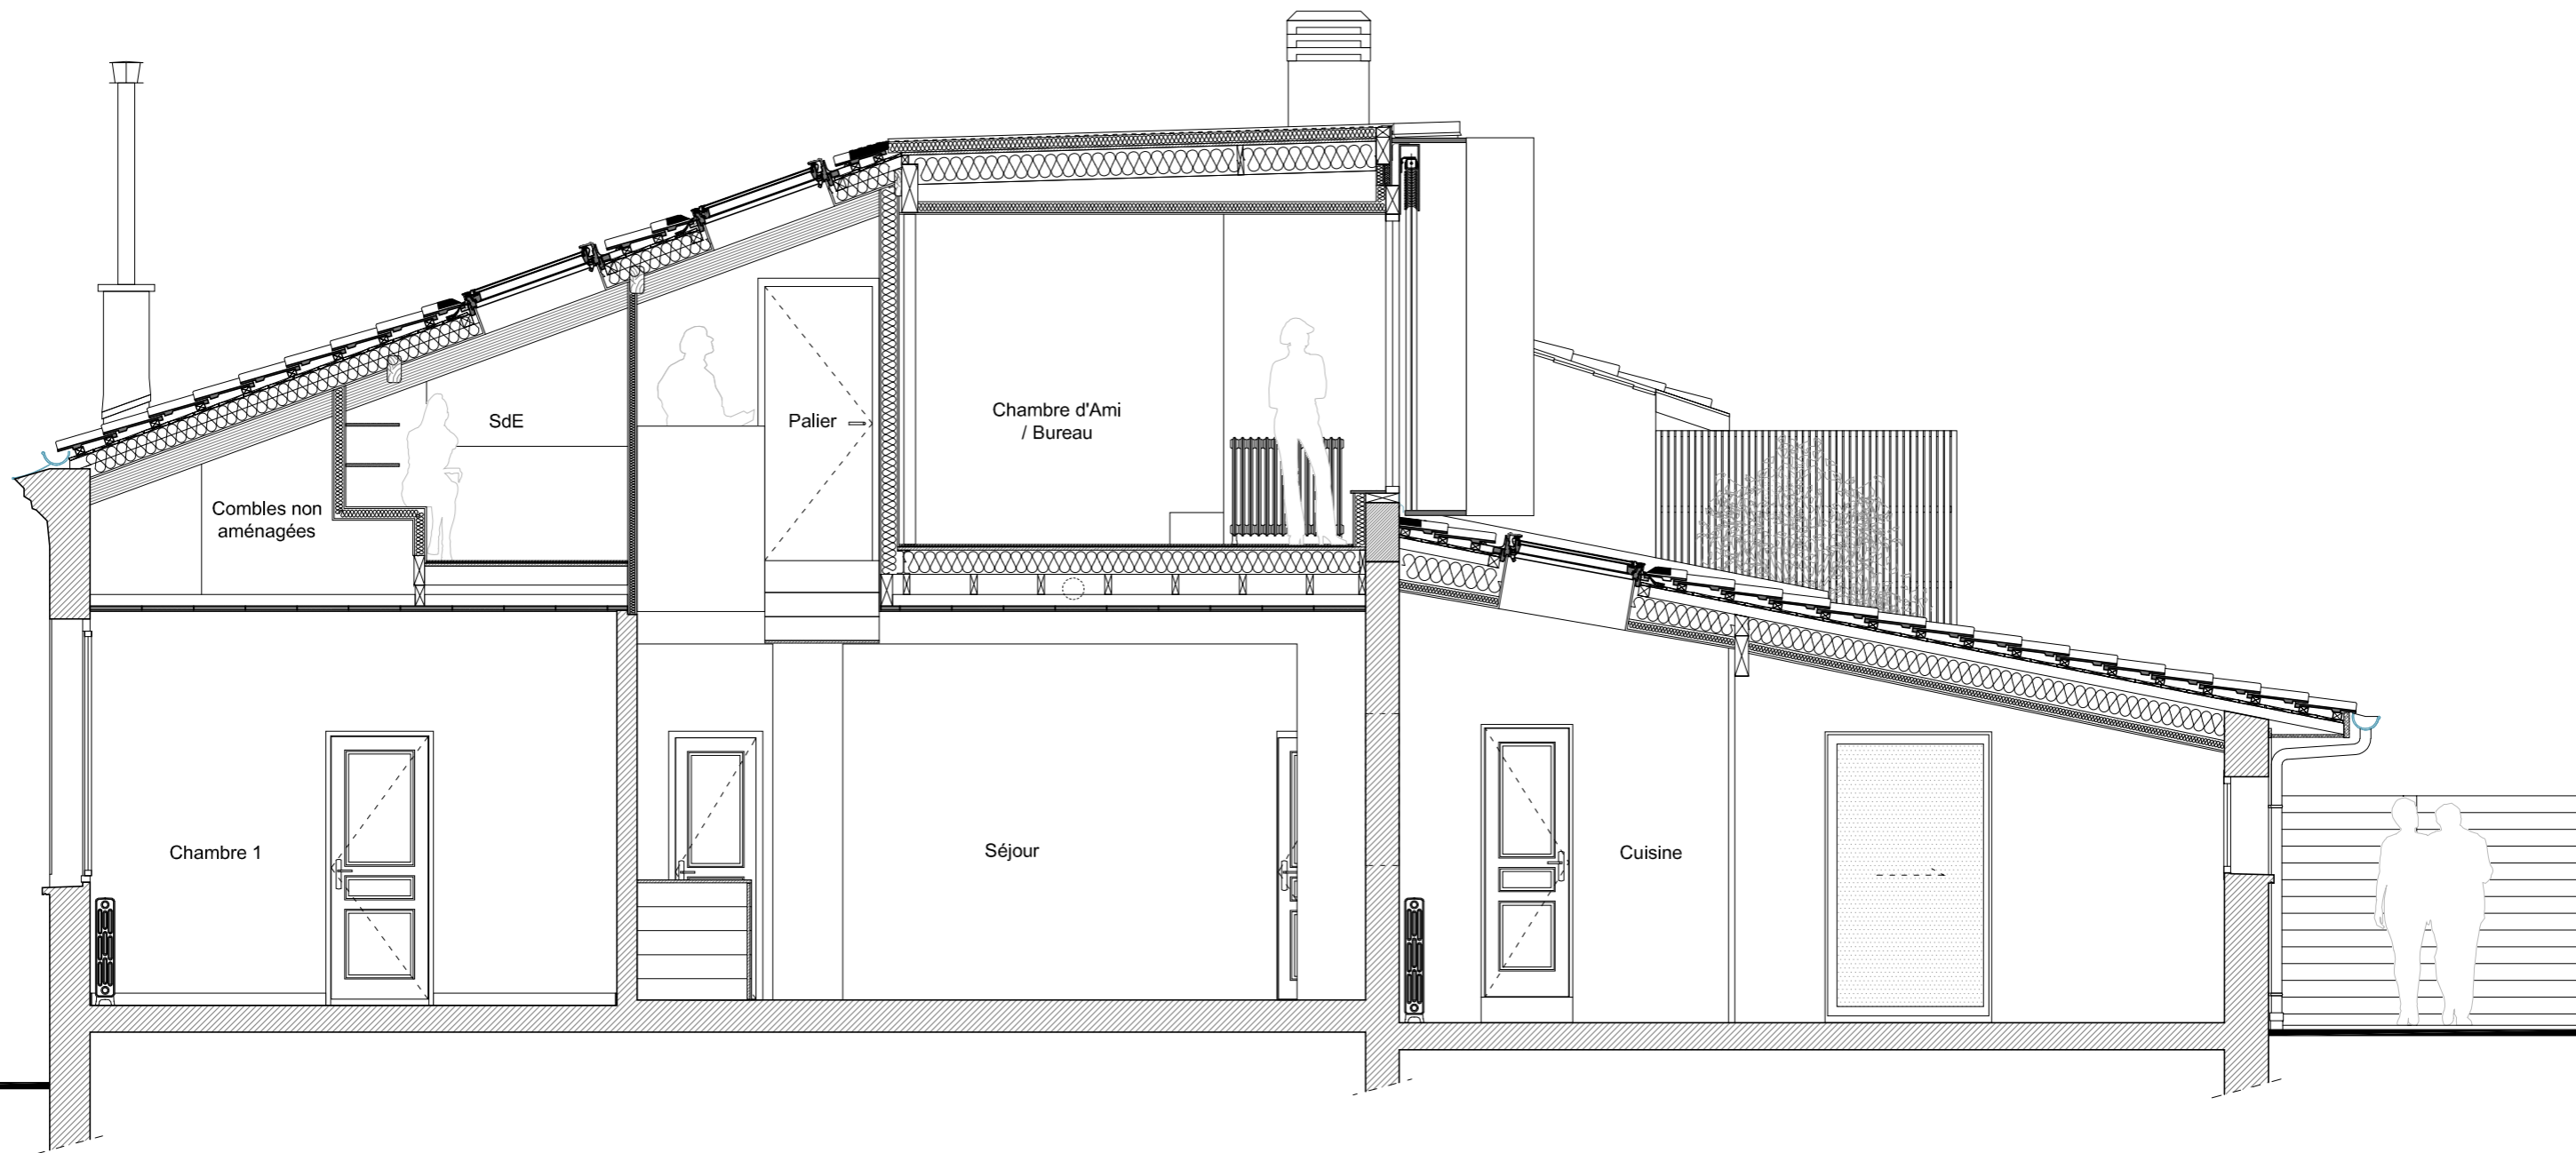 SdE
Palier
Chambre d'Ami
/ Bureau
Combles non
aménagées
Chambre 1
Séjour
Cuisine